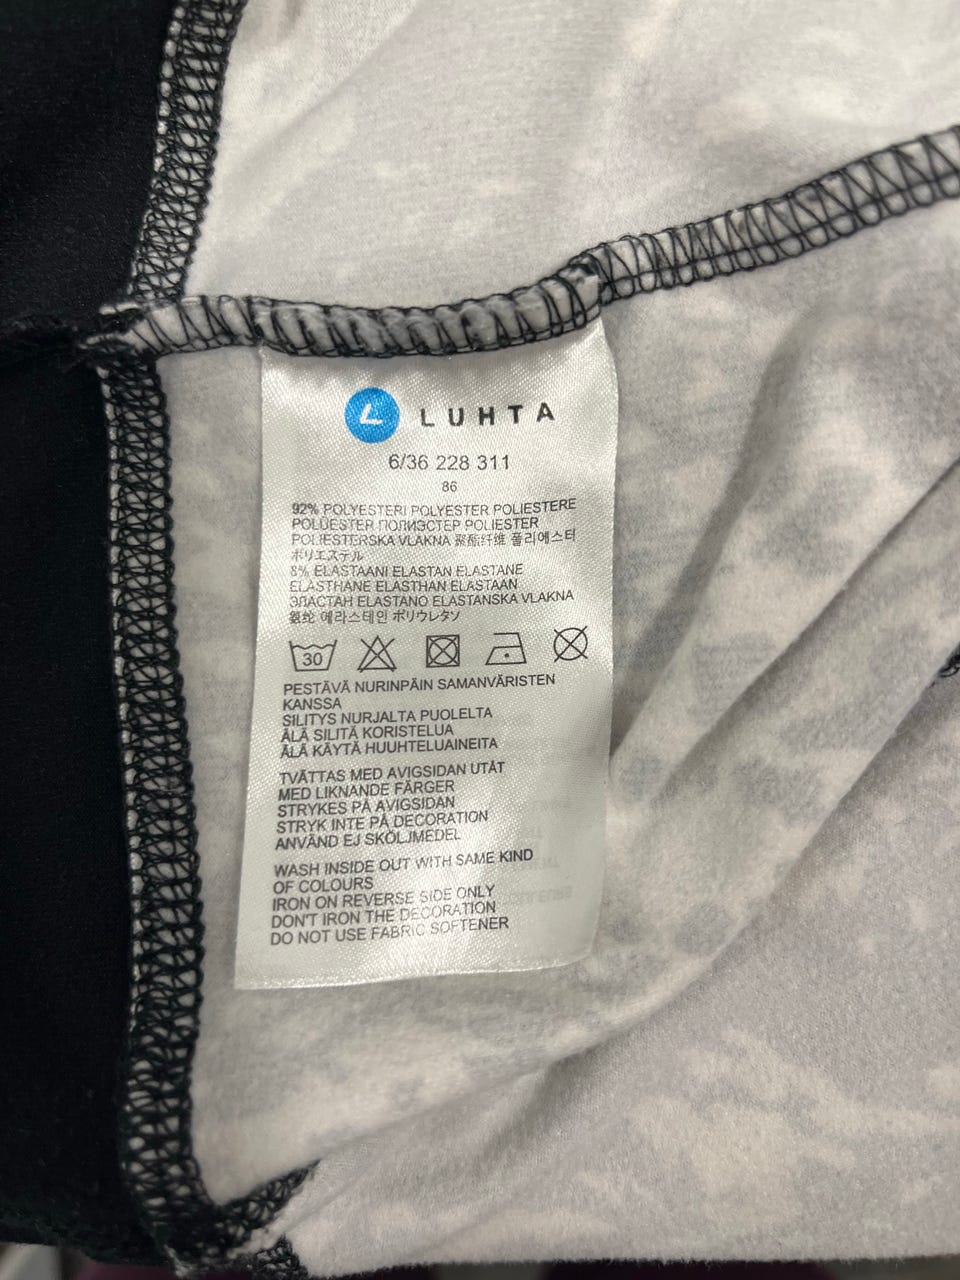 LUHTA
6/36 228 311
86
92% POLYESTERI POLYESTER POLIESTERE
POLÜESTER ПОЛИЭСТЕР POLIESTER
POLIESTERSKA VLAKNA 聚酯纤维 폴리에스터
ポリエステル
8% ELASTAANI ELASTAN ELASTANE
ELASTHANE ELASTHAN ELASTAAN
ЭЛАСТАН ELASTANO ELASTANSKA VLAKNA
氨纶 에라스테인 ポリウレタン
30
PESTÄVÄ NURINPÄIN SAMANVÄRISTEN
KANSSA
SILITYS NURJALTA PUOLELTA
ÄLÄ SILITÄ KORISTELUA
ÄLÄ KÄYTÄ HUUHTELUAINEITA
TVÄTTAS MED AVIGSIDAN UTÅT
MED LIKNANDE FÄRGER
STRYKES PÅ AVIGSIDAN
STRYK INTE PÅ DECORATION
ANVÄND EJ SKÖLJMEDEL
WASH INSIDE OUT WITH SAME KIND
OF COLOURS
IRON ON REVERSE SIDE ONLY
DON'T IRON THE DECORATION
DO NOT USE FABRIC SOFTENER